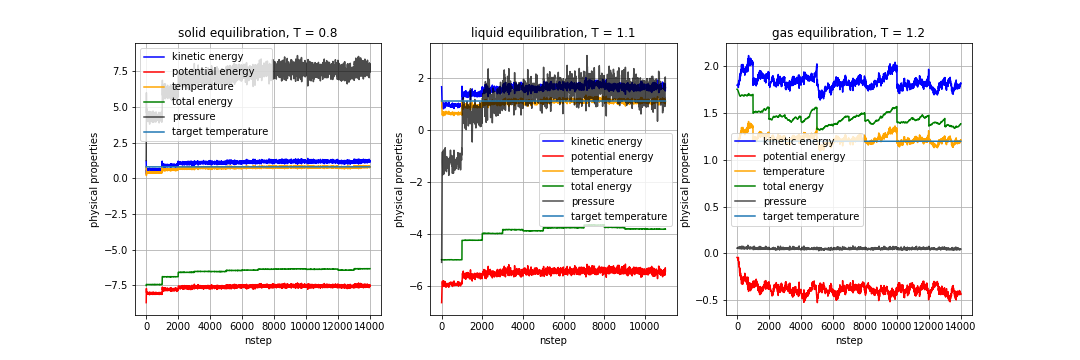 solid equilibration, T = 0.8
physical properties
7.5
5.0
2.5
0.0
−2.5
−5.0
−7.5
kinetic energy
potential energy
temperature
total energy
pressure
target temperature
0 2000 4000 6000 8000 10000 12000 14000
nstep
liquid equilibration, T = 1.1
physical properties
2
0
−2
−4
−6
kinetic energy
potential energy
temperature
total energy
pressure
target temperature
0 2000 4000 6000 8000 10000
nstep
gas equilibration, T = 1.2
physical properties
2.0
1.5
1.0
0.5
0.0
−0.5
kinetic energy
potential energy
temperature
total energy
pressure
target temperature
0 2000 4000 6000 8000 10000 12000 14000
nstep